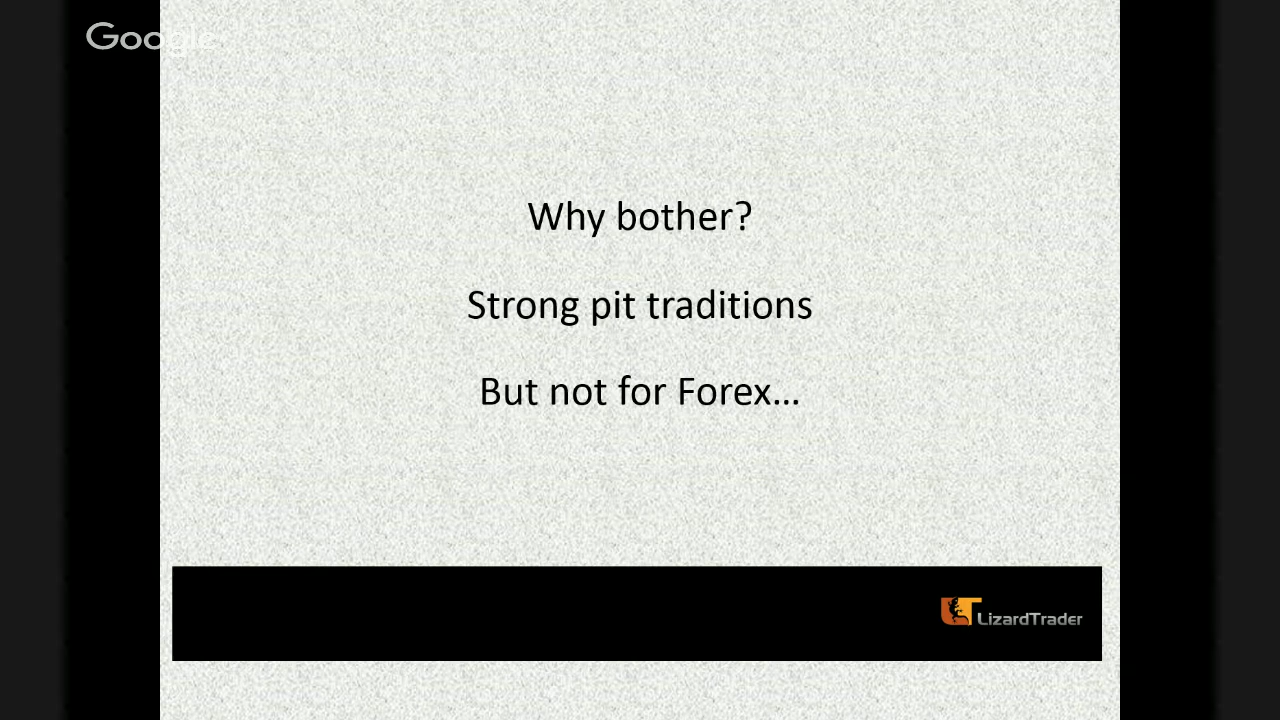 Google
Why bother?
Strong pit traditions
But not for Forex...
LizardTrader